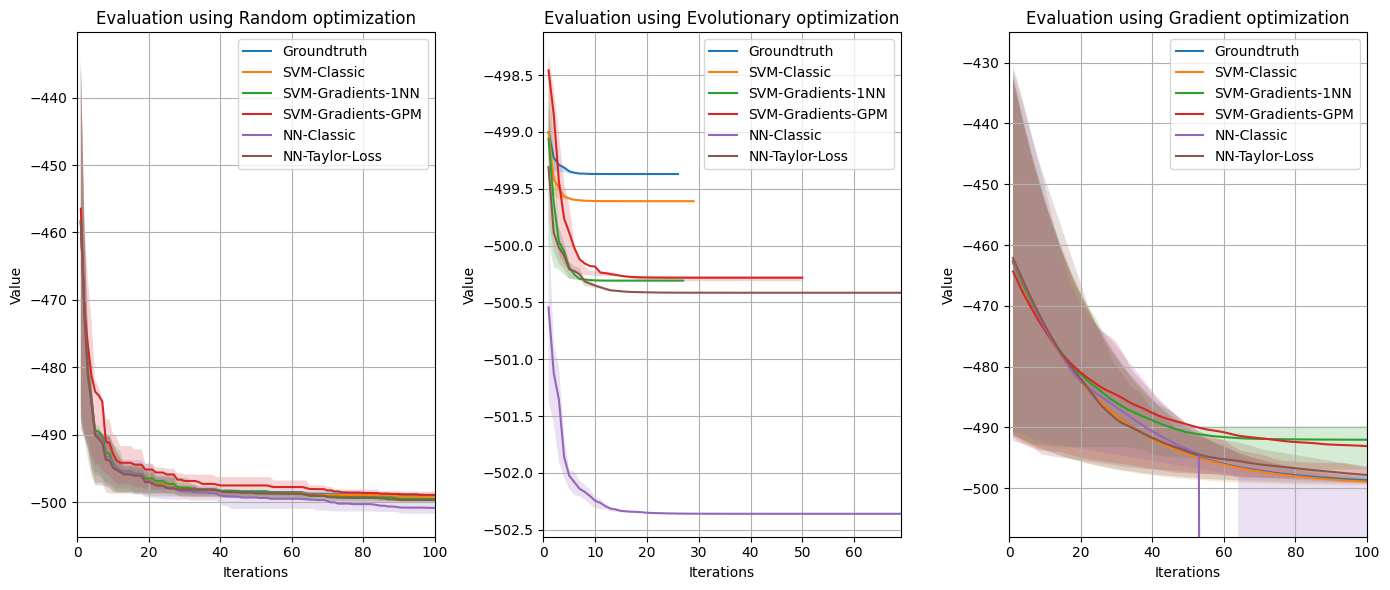 Evaluation using Random optimization
Value
−440
−450
−460
−470
−480
−490
−500
0 20 40 60 80 100
Iterations
Groundtruth
SVM-Classic
SVM-Gradients-1NN
SVM-Gradients-GPM
NN-Classic
NN-Taylor-Loss
Evaluation using Evolutionary optimization
Value
−498.5
−499.0
−499.5
−500.0
−500.5
−501.0
−501.5
−502.0
−502.5
0 10 20 30 40 50 60
Iterations
Groundtruth
SVM-Classic
SVM-Gradients-1NN
SVM-Gradients-GPM
NN-Classic
NN-Taylor-Loss
Evaluation using Gradient optimization
Value
−430
−440
−450
−460
−470
−480
−490
−500
0 20 40 60 80 100
Iterations
Groundtruth
SVM-Classic
SVM-Gradients-1NN
SVM-Gradients-GPM
NN-Classic
NN-Taylor-Loss